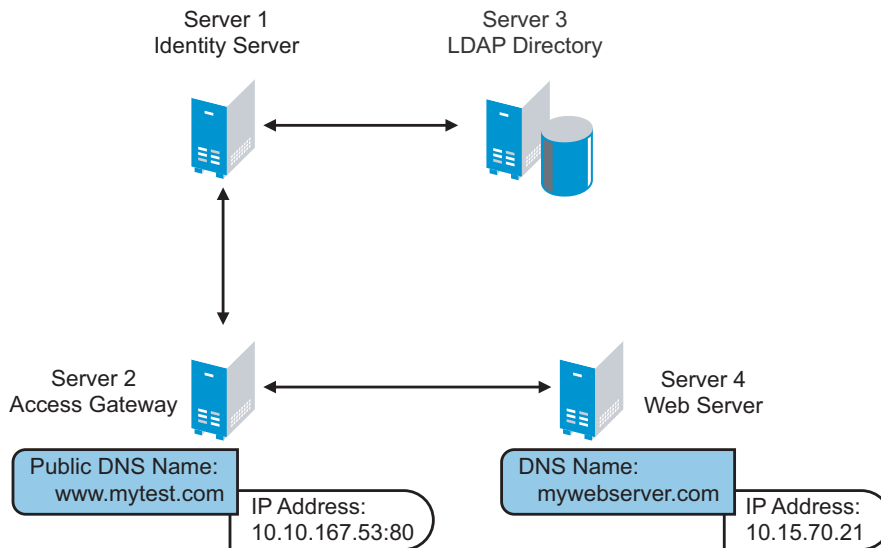 Server 1
Identity Server
Server 3
LDAP Directory
Server 2
Access Gateway
Server 4
Web Server
Public DNS Name:
www.mytest.com
IP Address:
10.10.167.53:80
DNS Name:
mywebserver.com
IP Address:
10.15.70.21